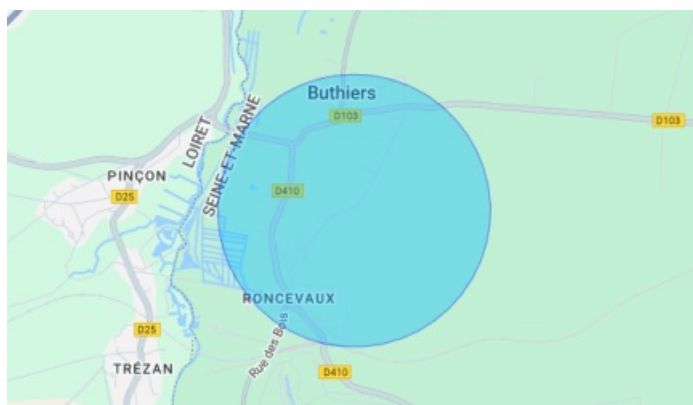 Buthiers
D103
D103
LOIRET
SEINE-ET-MARNE
PINÇON
D25
D410
RONCEVAUX
D25
Rue des Bois
TRÉZAN
D410